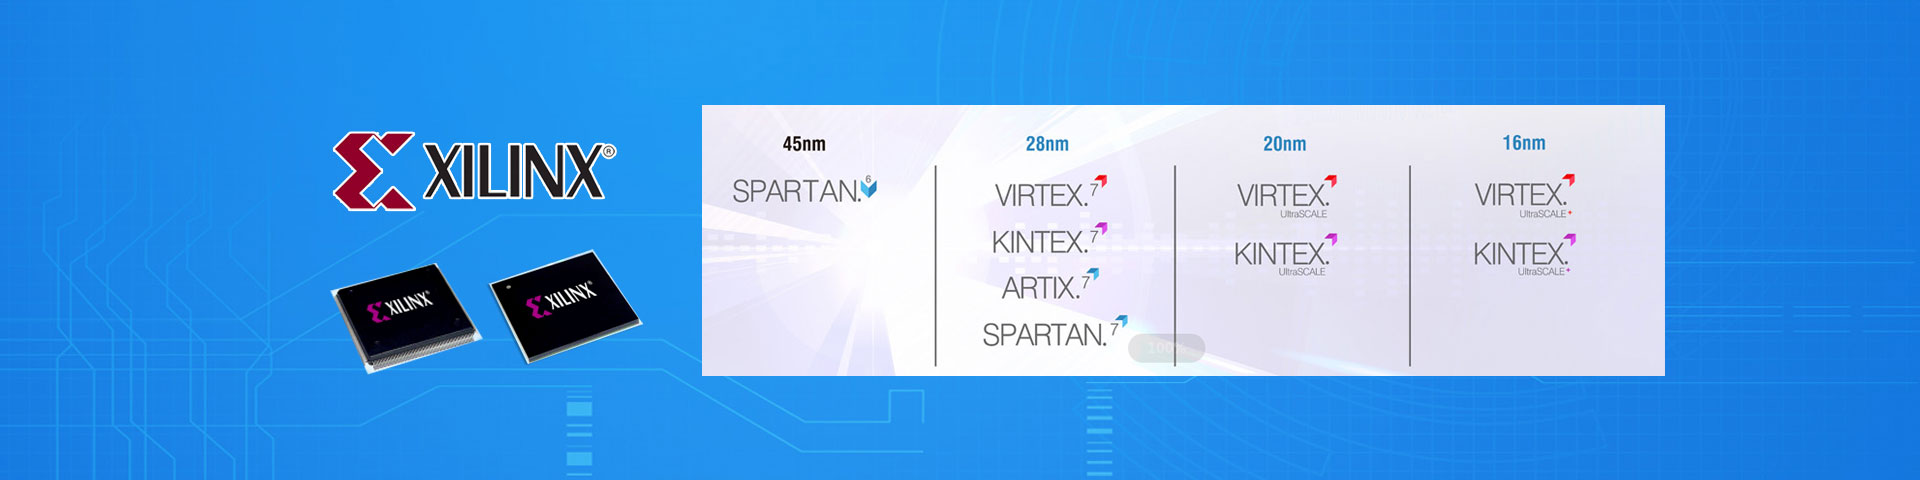 XILINX®
XILINX
XILINX
45nm
SPARTAN.6
28nm
VIRTEX.7
KINTEX.7
ARTIX.7
SPARTAN.7
100%
20nm
VIRTEX.
UltraSCALE
KINTEX.
UltraSCALE
16nm
VIRTEX.
UltraSCALE+
KINTEX.
UltraSCALE+